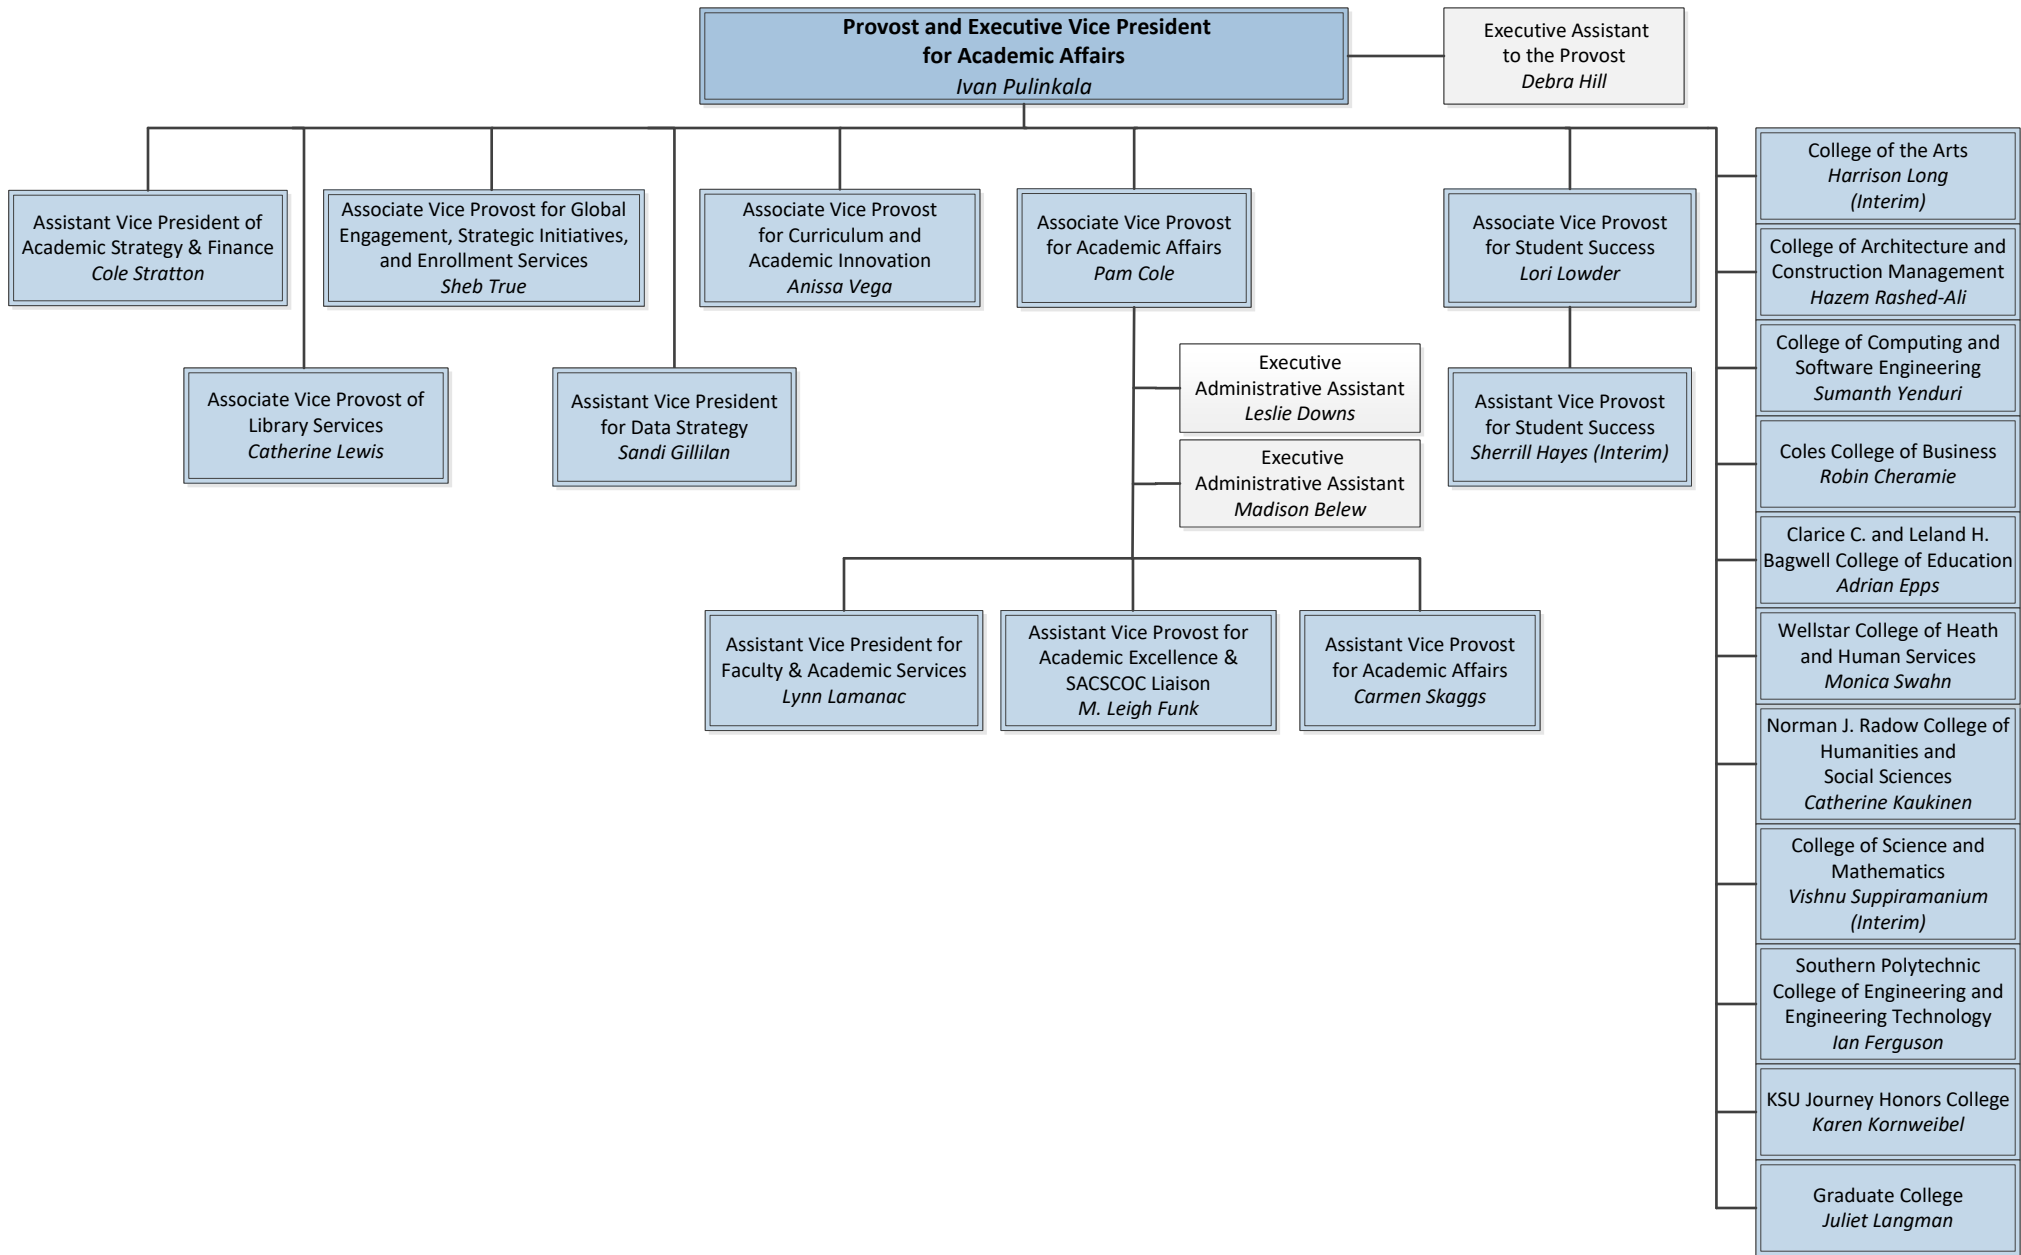 Provost and Executive Vice President
for Academic Affairs
Ivan Pulinkala
Executive Assistant
to the Provost
Debra Hill
Assistant Vice President of
Academic Strategy & Finance
Cole Stratton
Associate Vice Provost for Global
Engagement, Strategic Initiatives,
and Enrollment Services
Sheb True
Associate Vice Provost
for Curriculum and
Academic Innovation
Anissa Vega
Associate Vice Provost
for Academic Affairs
Pam Cole
Associate Vice Provost
for Student Success
Lori Lowder
Associate Vice Provost of
Library Services
Catherine Lewis
Assistant Vice President
for Data Strategy
Sandi Gillilan
Executive
Administrative Assistant
Leslie Downs
Executive
Administrative Assistant
Madison Belew
Assistant Vice Provost
for Student Success
Sherrill Hayes (Interim)
Assistant Vice President for
Faculty & Academic Services
Lynn Lamanac
Assistant Vice Provost for
Academic Excellence &
SACSCOC Liaison
M. Leigh Funk
Assistant Vice Provost
for Academic Affairs
Carmen Skaggs
College of the Arts
Harrison Long
(Interim)
College of Architecture and
Construction Management
Hazem Rashed-Ali
College of Computing and
Software Engineering
Sumanth Yenduri
Coles College of Business
Robin Cheramie
Clarice C. and Leland H.
Bagwell College of Education
Adrian Epps
Wellstar College of Heath
and Human Services
Monica Swahn
Norman J. Radow College of
Humanities and
Social Sciences
Catherine Kaukinen
College of Science and
Mathematics
Vishnu Suppiramanium
(Interim)
Southern Polytechnic
College of Engineering and
Engineering Technology
Ian Ferguson
KSU Journey Honors College
Karen Kornweibel
Graduate College
Juliet Langman